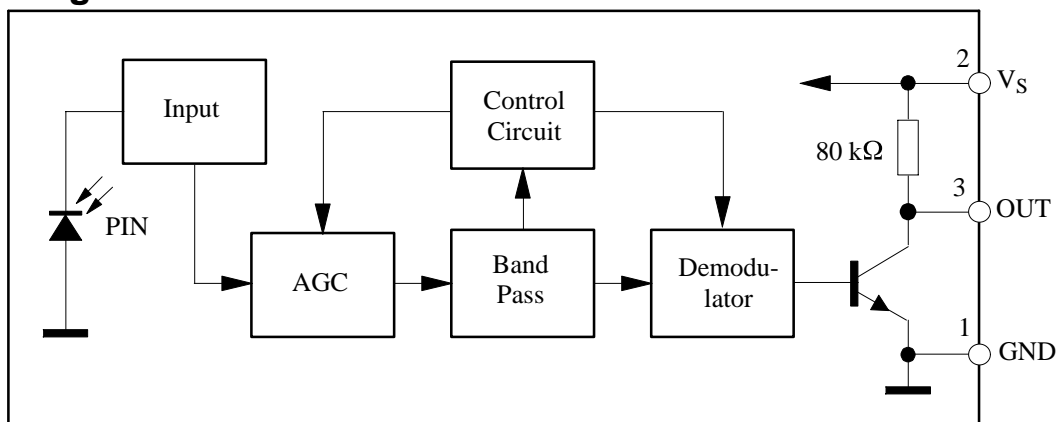 Input
PIN
AGC
Control
Circuit
Band
Pass
Demodu-
lator
80 kΩ
2
VS
3
OUT
1
GND